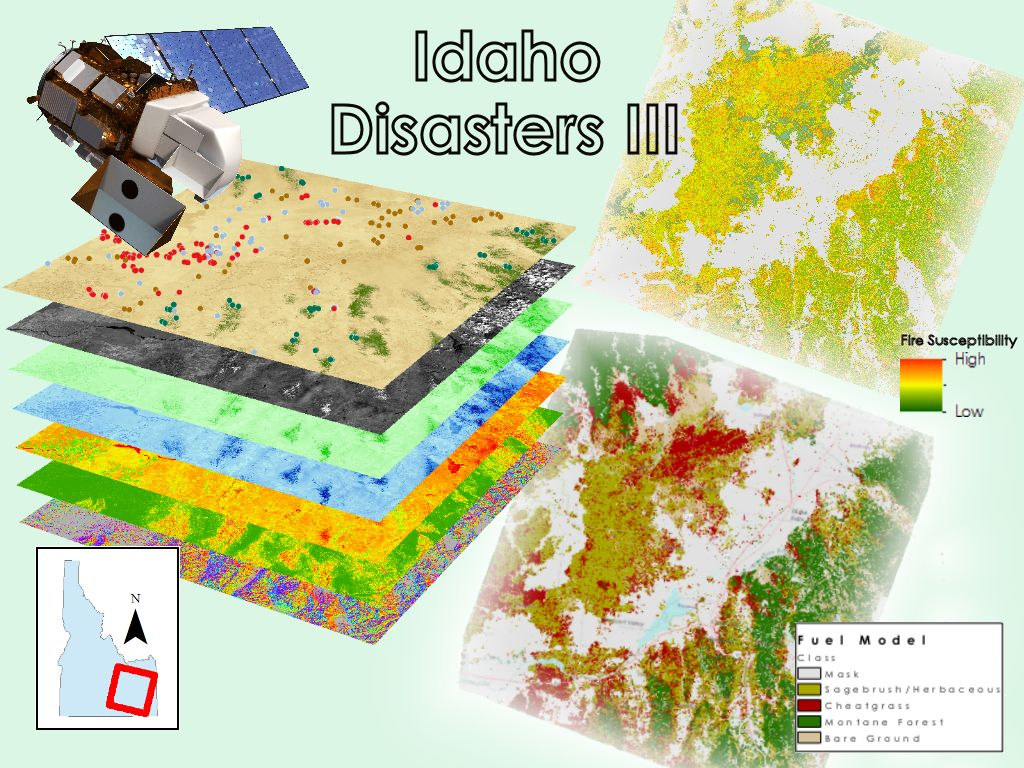 Idaho
Disasters III
Fire Susceptibility
High
-
Low
N
Fuel Model
Class
Mask
Sagebrush/Herbaceous
Cheatgrass
Montane Forest
Bare Ground